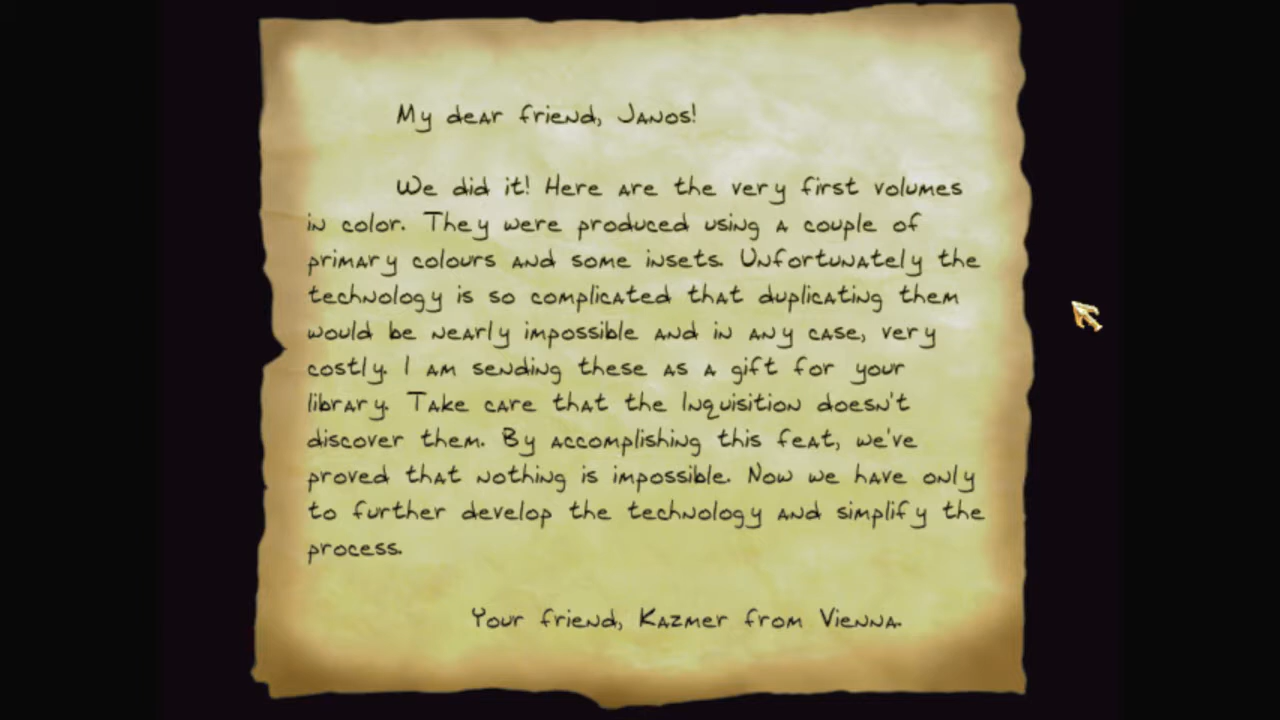 My dear friend, Janos!
We did it! Here are the very first volumes
in color. They were produced using a couple of
primary colours and some insets. Unfortunately the
technology is so complicated that duplicating them
would be nearly impossible and in any case, very
costly. I am sending these as a gift for your
library. Take care that the Inquisition doesn't
discover them. By accomplishing this feat, we've
proved that nothing is impossible. Now we have only
to further develop the technology and simplify the
process.
Your friend, Kazmer from Vienna.